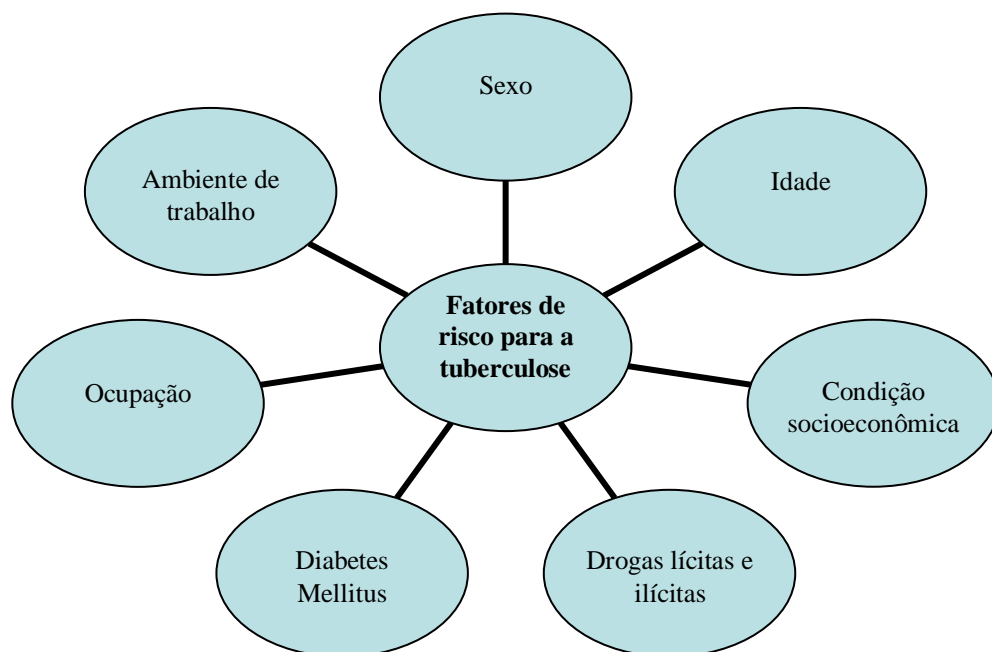 Sexo
Ambiente de
trabalho
Idade
Fatores de
risco para a
tuberculose
Ocupação
Condição
socioeconômica
Diabetes
Mellitus
Drogas lícitas e
ilícitas